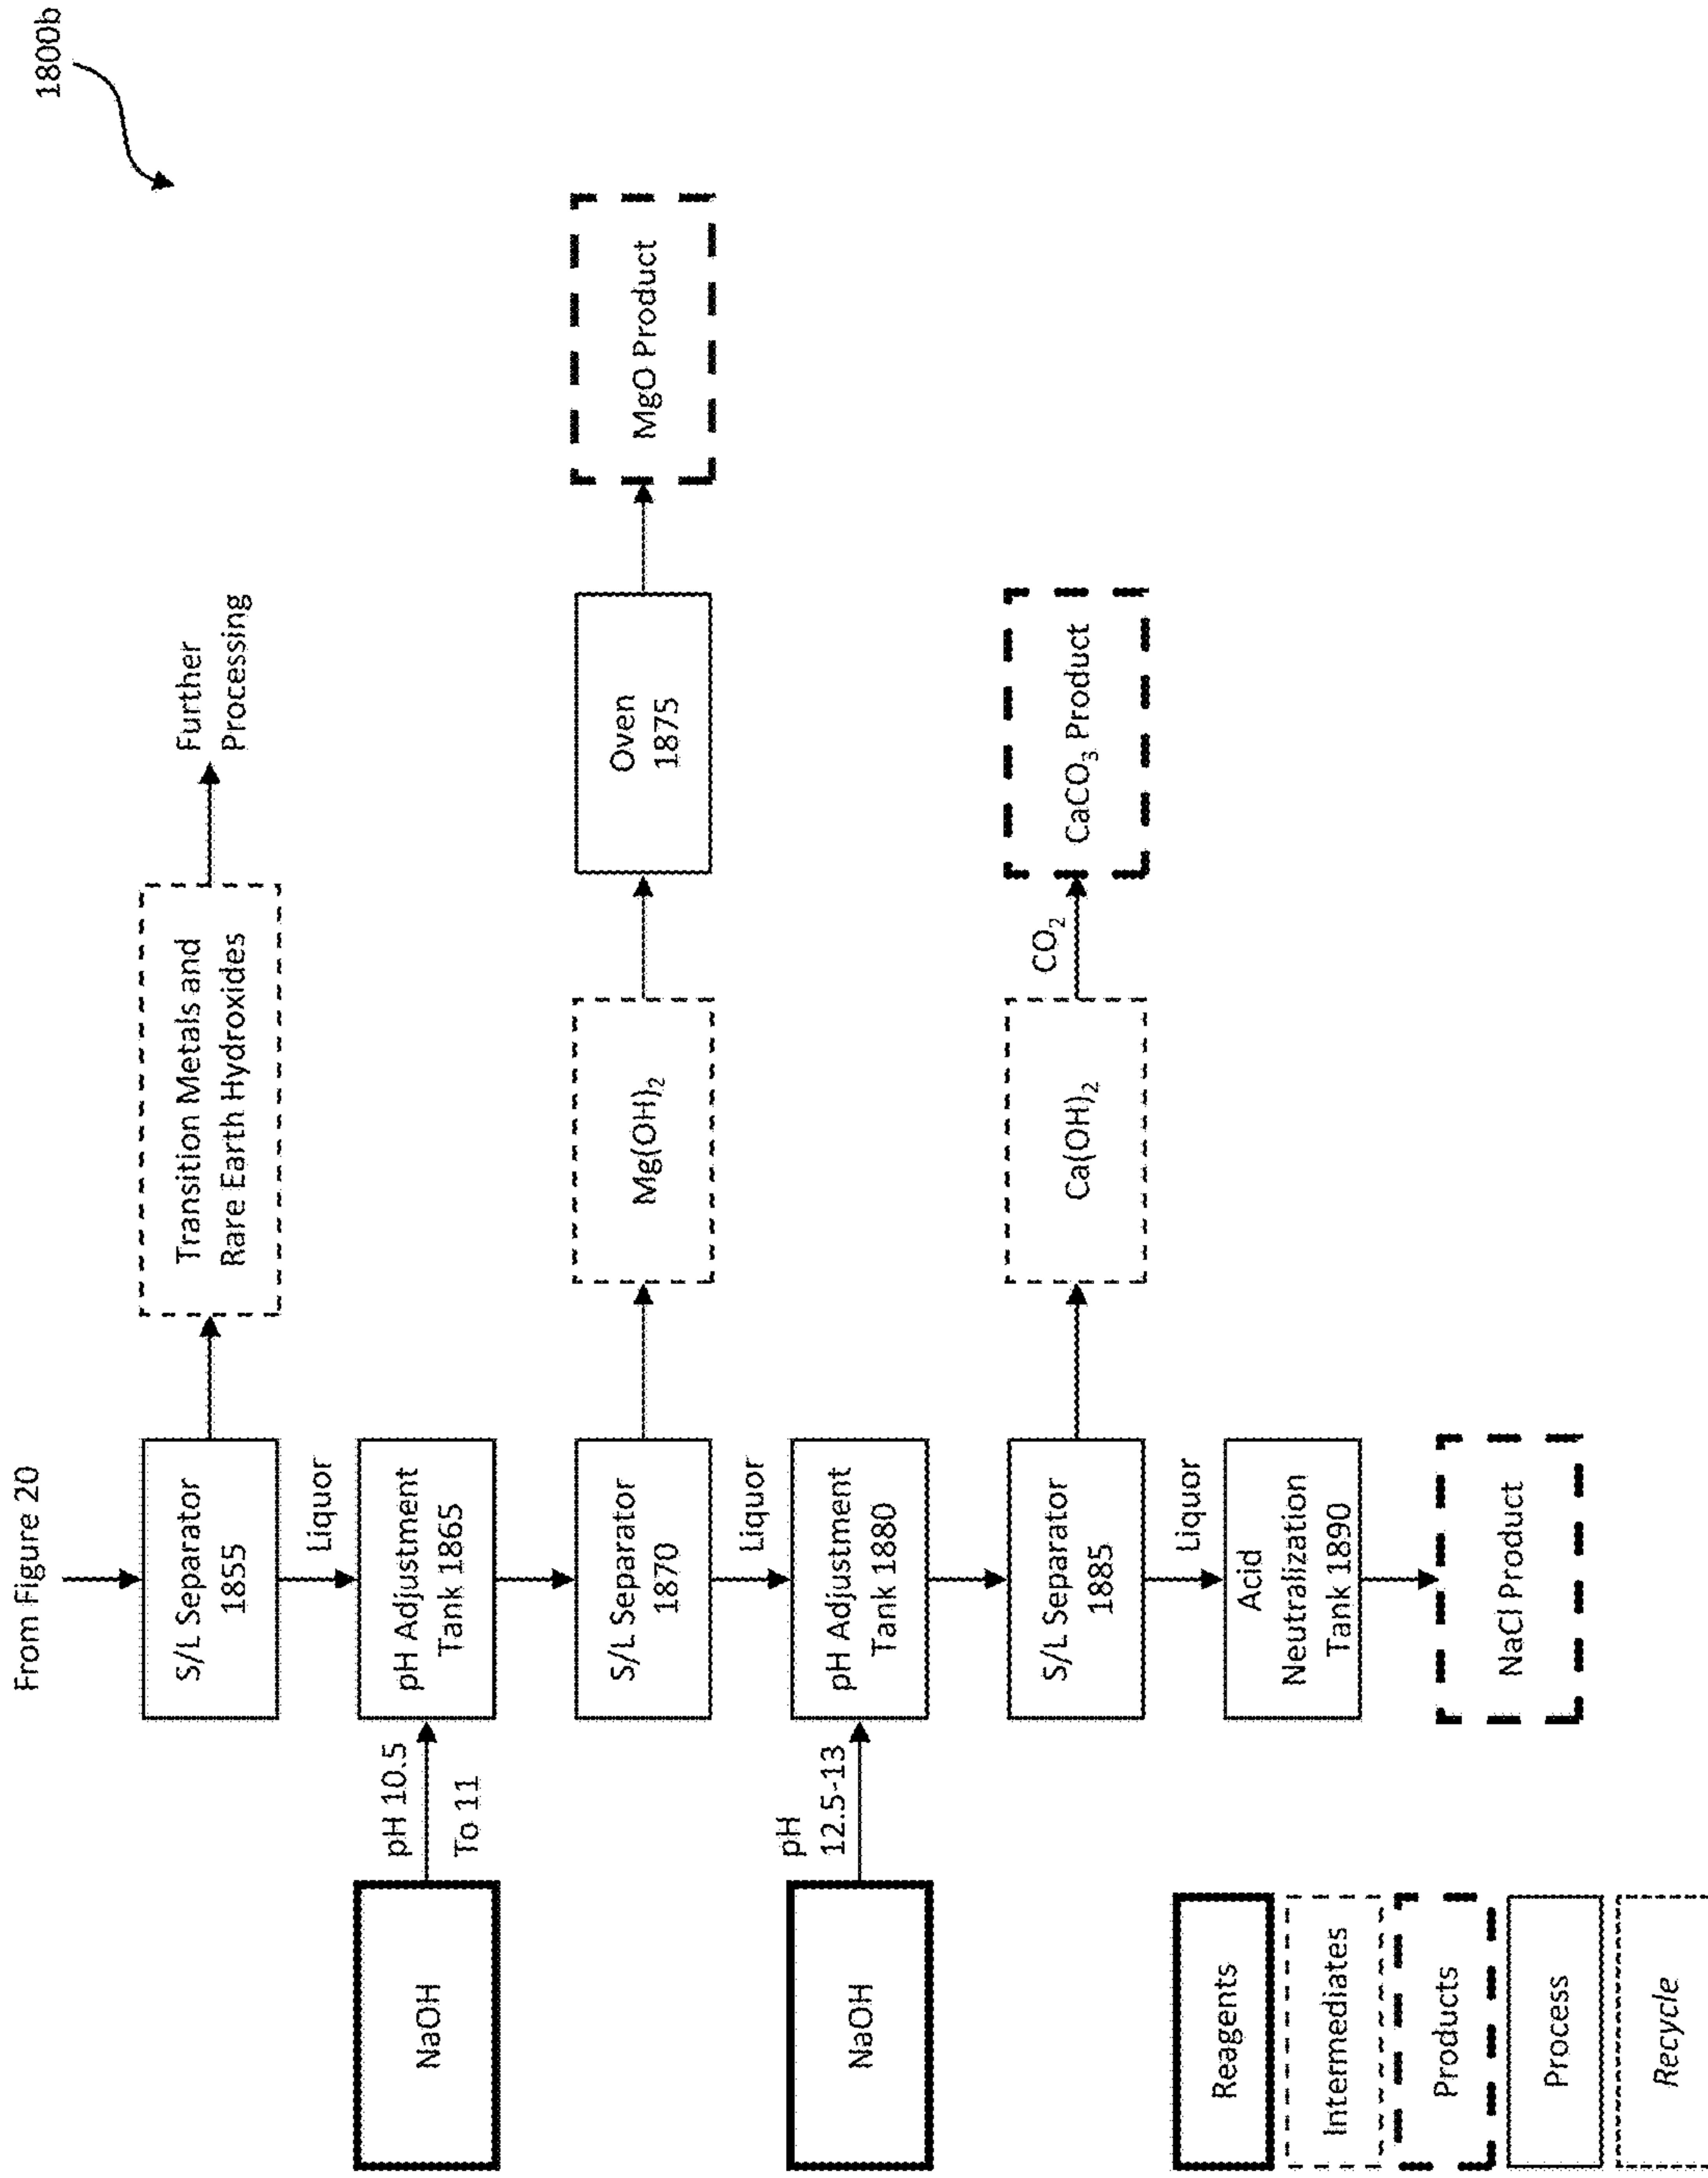 1800b
From Figure 20
S/L Separator
1855
Transition Metals and
Rare Earth Hydroxides
Further
Processing
Liquor
NaOH
pH 10.5
To 11
pH Adjustment
Tank 1865
S/L Separator
1870
Mg(OH)2
Oven
1875
MgO Product
Liquor
NaOH
pH
12.5-13
pH Adjustment
Tank 1880
S/L Separator
1885
Ca(OH)2
CO2
CaCO3 Product
Liquor
Acid
Neutralization
Tank 1890
NaCl Product
Reagents
Intermediates
Products
Process
Recycle